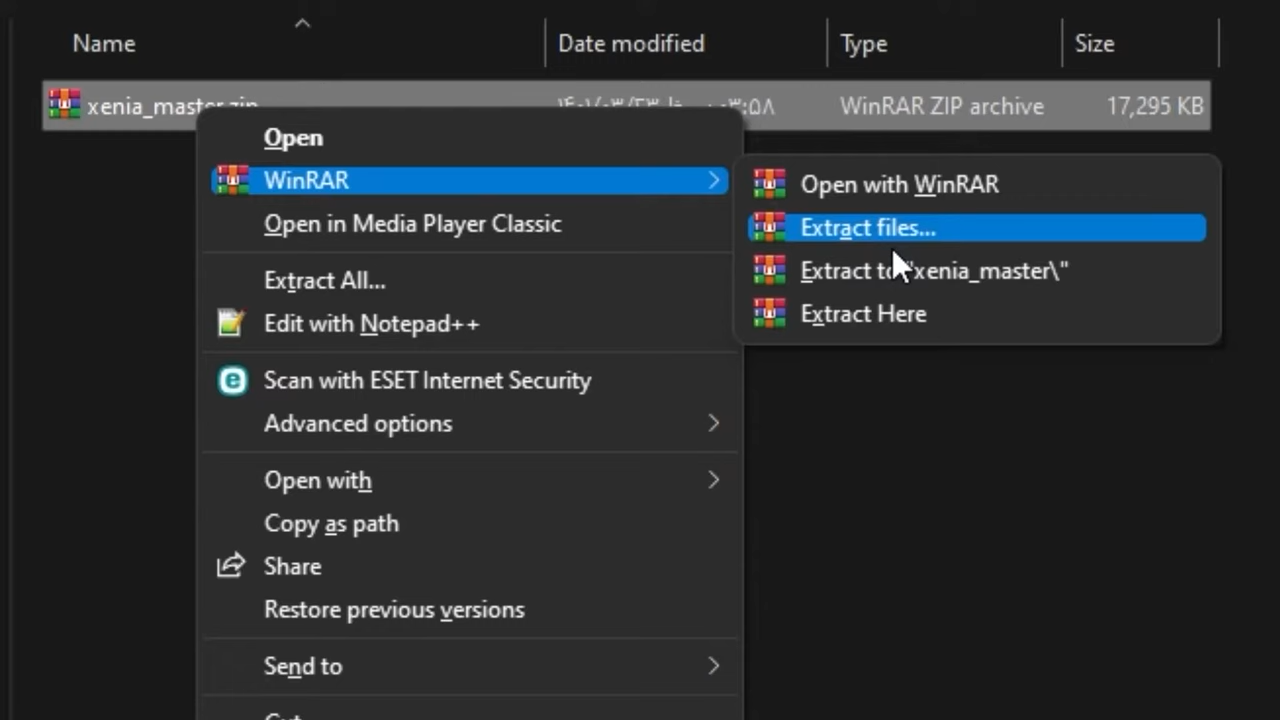 Name Date modified Type Size
xenia_master.zip WinRAR ZIP archive 17,295 KB
Open
WinRAR
Open in Media Player Classic
Extract All...
Edit with Notepad++
Scan with ESET Internet Security
Advanced options
Open with
Copy as path
Share
Restore previous versions
Send to
Open with WinRAR
Extract files...
Extract to "xenia_master\"
Extract Here